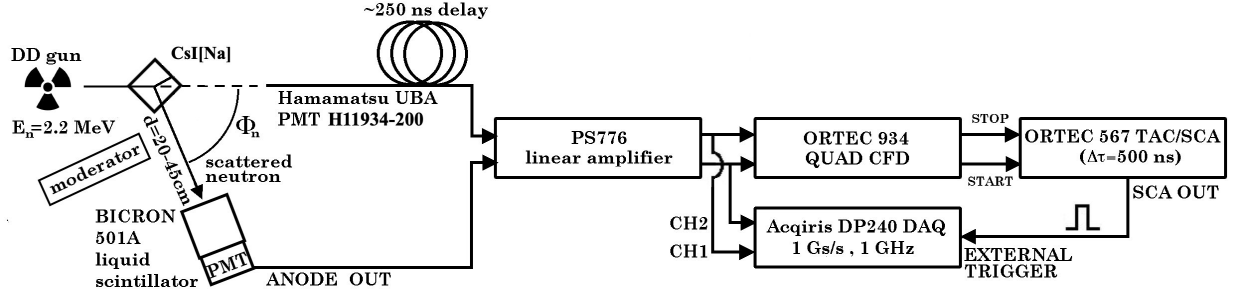 ~250 ns delay
DD gun
CsI[Na]
E_n=2.2 MeV
Φ_n
d=20-45cm
moderator
scattered
neutron
Hamamatsu UBA
PMT H11934-200
BICRON
501A
liquid
scintillator
PMT
ANODE OUT
PS776
linear amplifier
ORTEC 934
QUAD CFD
STOP
START
ORTEC 567 TAC/SCA
(Δτ=500 ns)
SCA OUT
CH2
CH1
Acqiris DP240 DAQ
1 Gs/s , 1 GHz
EXTERNAL
TRIGGER